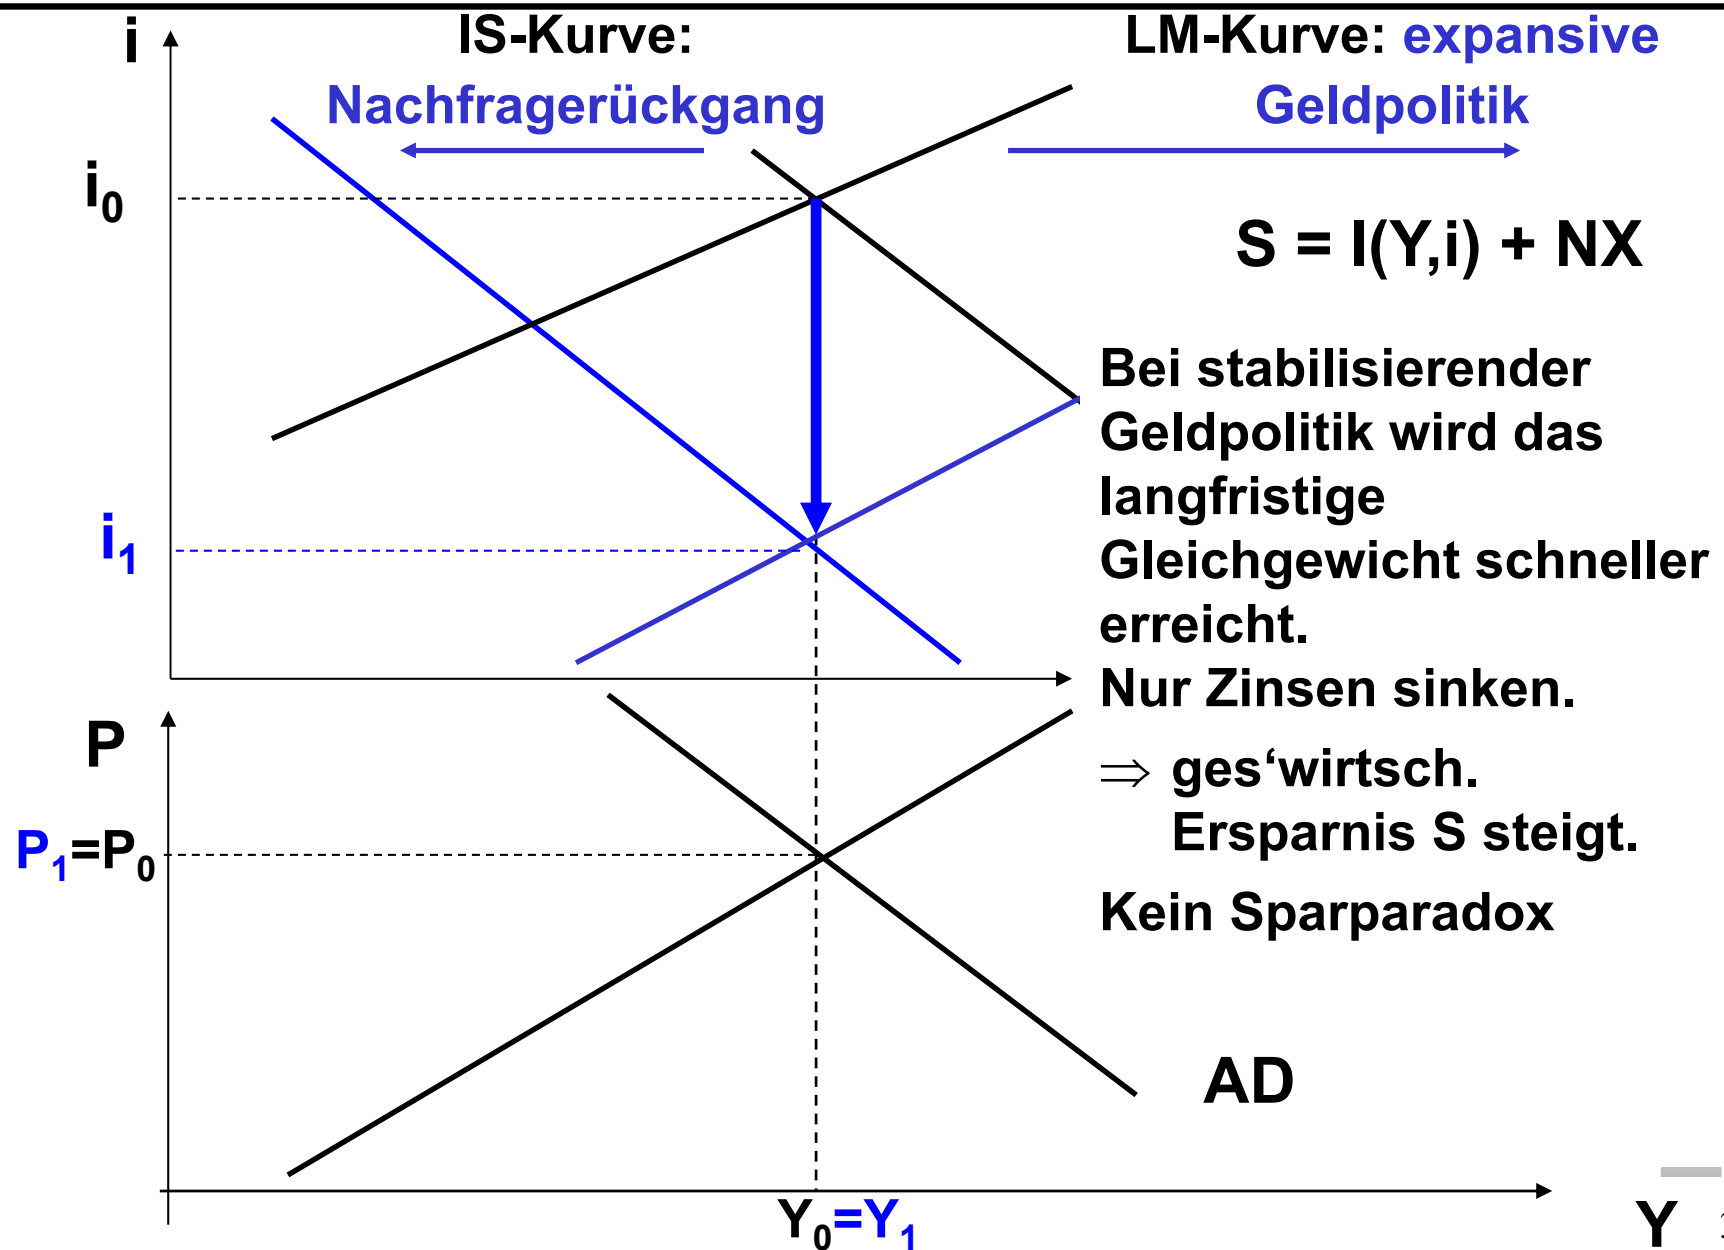 i
IS-Kurve:
Nachfragerückgang
LM-Kurve: expansive
Geldpolitik
i0
S = I(Y,i) + NX
Bei stabilisierender
Geldpolitik wird das
langfristige
Gleichgewicht schneller
erreicht.
Nur Zinsen sinken.
⇒ ges‘wirtsch.
Ersparnis S steigt.
Kein Sparparadox
i1
P
P1=P0
AD
Y0=Y1
Y